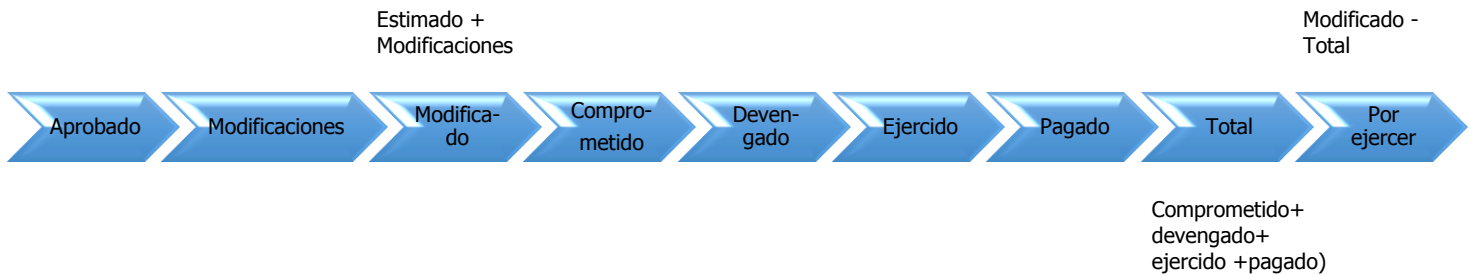 Estimado +
Modificaciones
Modificado -
Total
Aprobado
Modificaciones
Modifica-
do
Compro-
metido
Deven-
gado
Ejercido
Pagado
Total
Por
ejercer
Comprometido+
devengado+
ejercido +pagado)